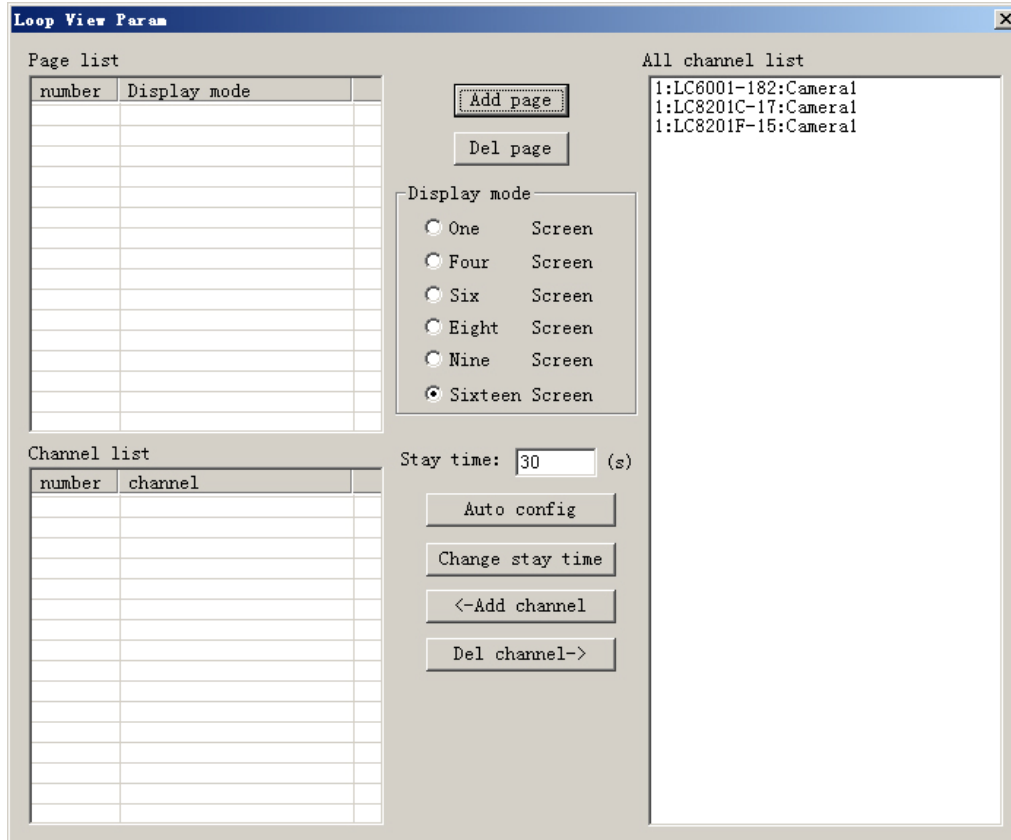 Loop View Param
Page list
number Display mode
Add page
Del page
Display mode
One Screen
Four Screen
Six Screen
Eight Screen
Nine Screen
Sixteen Screen
Channel list
number channel
Stay time: 30 (s)
Auto config
Change stay time
<-Add channel
Del channel->
All channel list
1:LC6001-182:Camera1
1:LC8201C-17:Camera1
1:LC8201F-15:Camera1